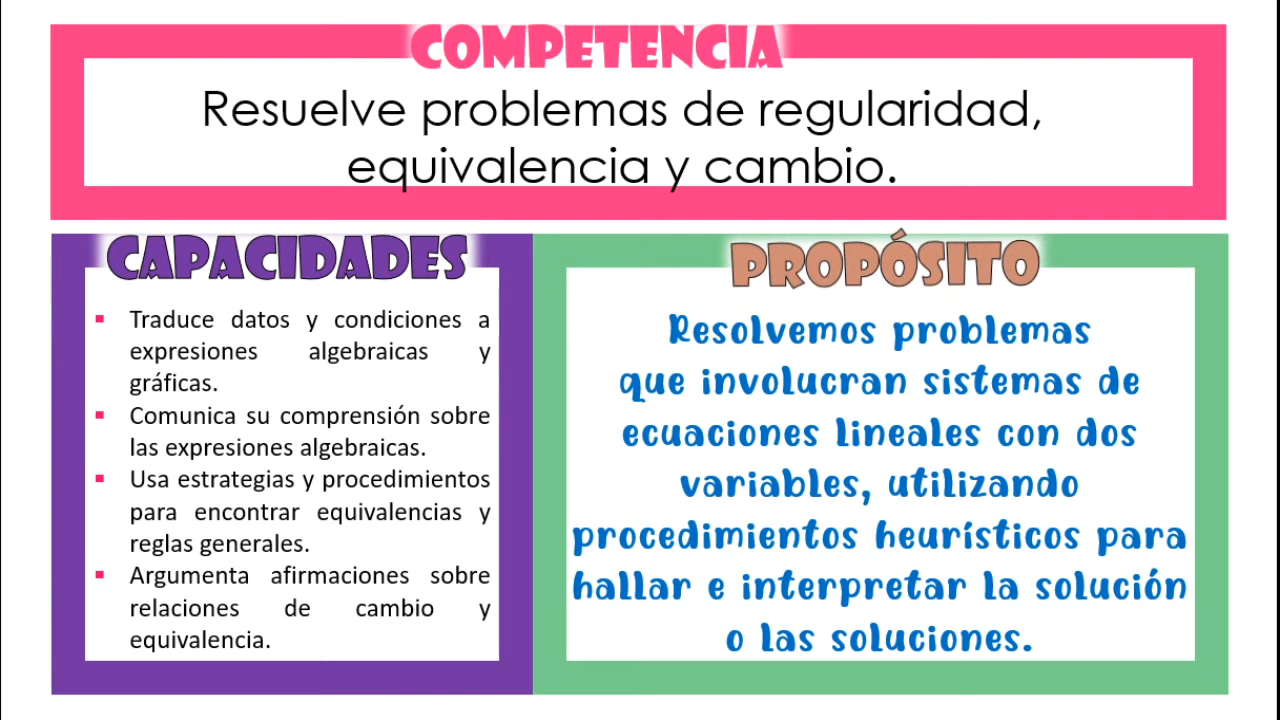 COMPETENCIA
Resuelve problemas de regularidad,
equivalencia y cambio.
CAPACIDADES
▪ Traduce datos y condiciones a
expresiones algebraicas y
gráficas.
▪ Comunica su comprensión sobre
las expresiones algebraicas.
▪ Usa estrategias y procedimientos
para encontrar equivalencias y
reglas generales.
▪ Argumenta afirmaciones sobre
relaciones de cambio y
equivalencia.
PROPÓSITO
Resolvemos problemas
que involucran sistemas de
ecuaciones lineales con dos
variables, utilizando
procedimientos heurísticos para
hallar e interpretar la solución
o las soluciones.